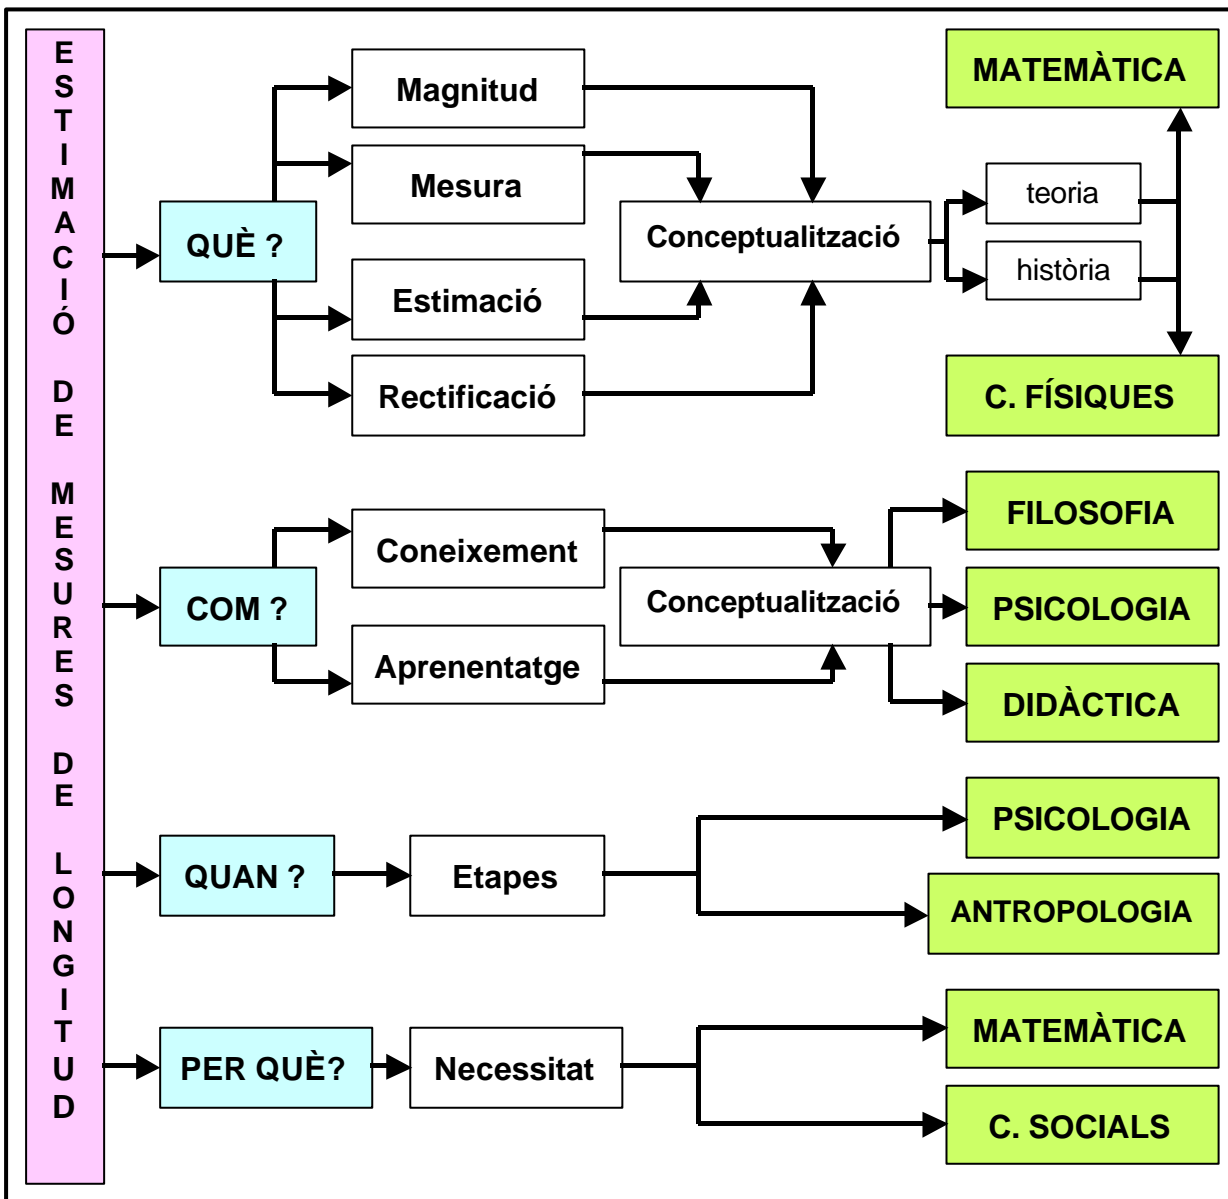 ESTIMACIÓ DE MESURES DE LONGITUD
QUÈ ?
Magnitud
Mesura
Estimació
Rectificació
Conceptualització
teoria
història
MATEMÀTICA
C. FÍSIQUES
COM ?
Coneixement
Aprenentatge
Conceptualització
FILOSOFIA
PSICOLOGIA
DIDÀCTICA
QUAN ?
Etapes
PSICOLOGIA
ANTROPOLOGIA
PER QUÈ?
Necessitat
MATEMÀTICA
C. SOCIALS